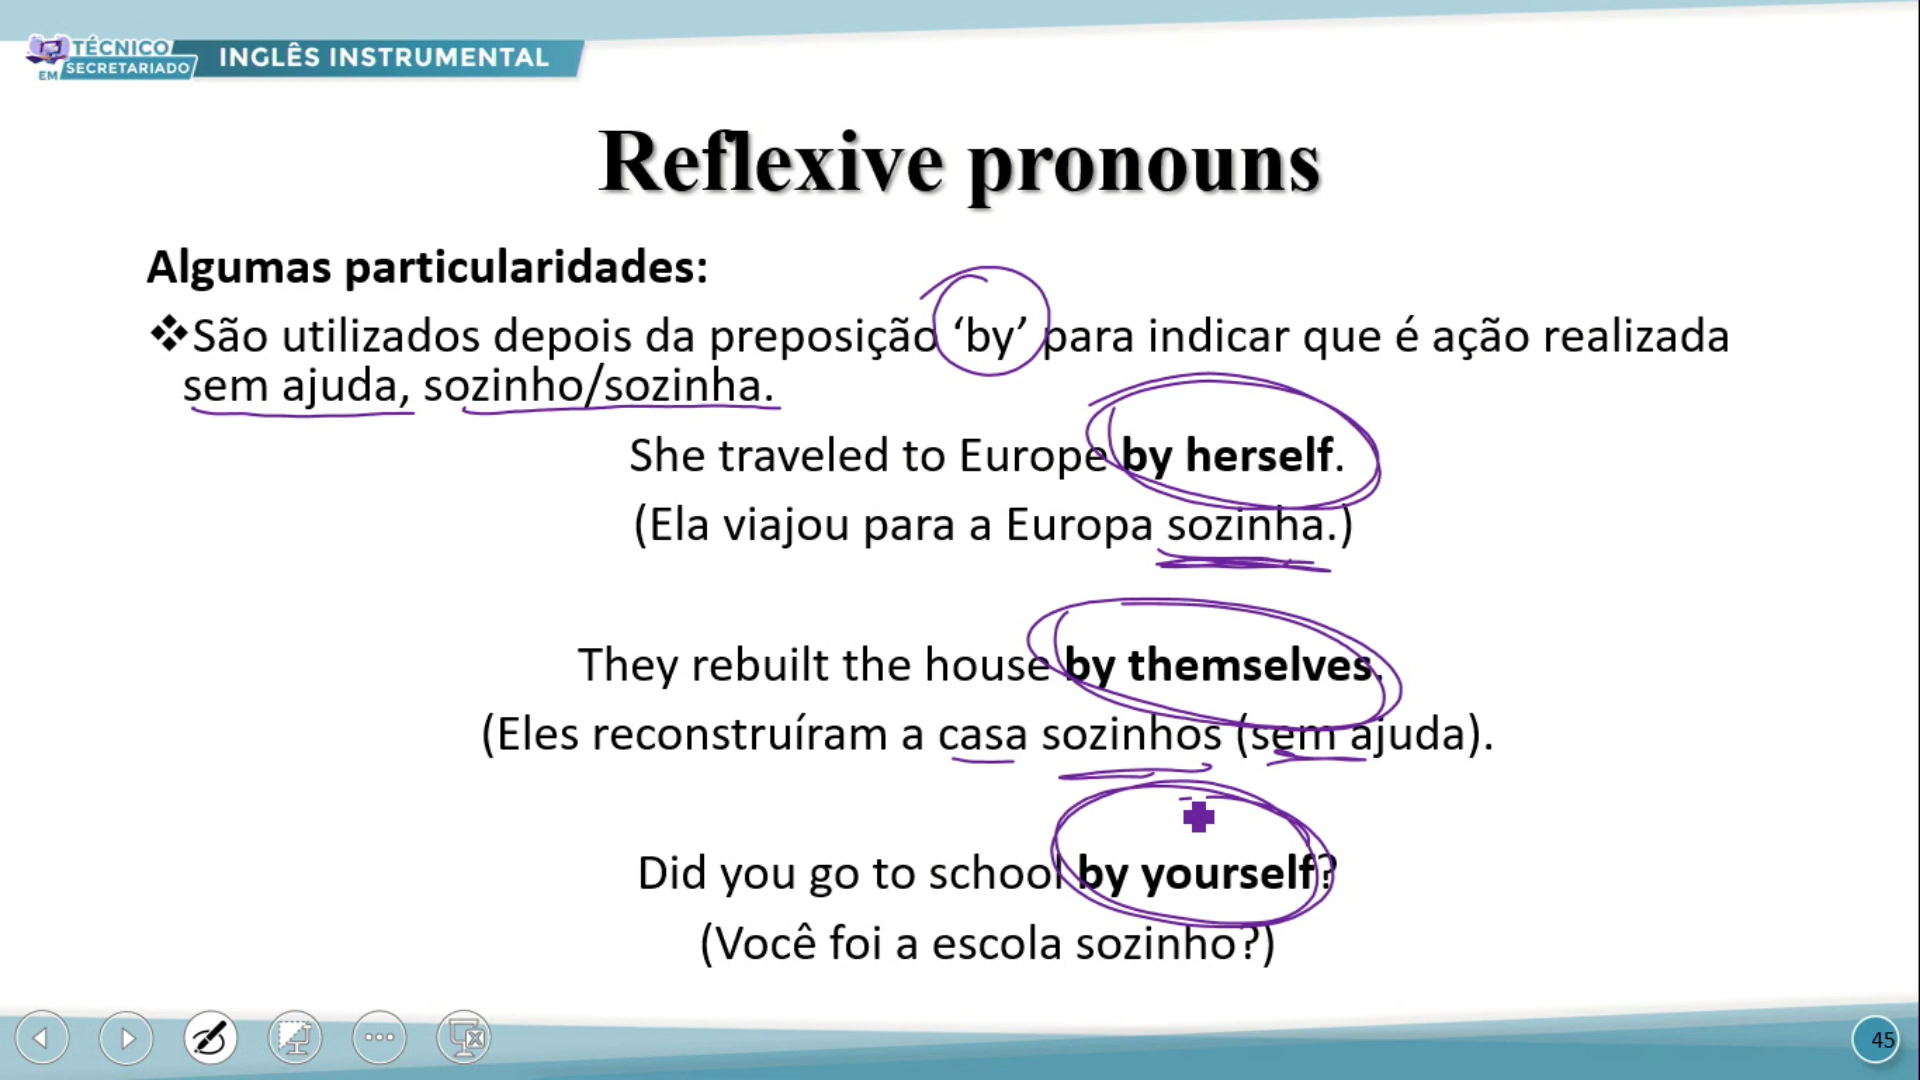 TÉCNICO
EM SECRETARIADO
INGLÊS INSTRUMENTAL
Reflexive pronouns
Algumas particularidades:
❖São utilizados depois da preposição ‘by’ para indicar que é ação realizada
sem ajuda, sozinho/sozinha.
She traveled to Europe by herself.
(Ela viajou para a Europa sozinha.)
They rebuilt the house by themselves.
(Eles reconstruíram a casa sozinhos (sem ajuda).
Did you go to school by yourself?
(Você foi a escola sozinho?)
45